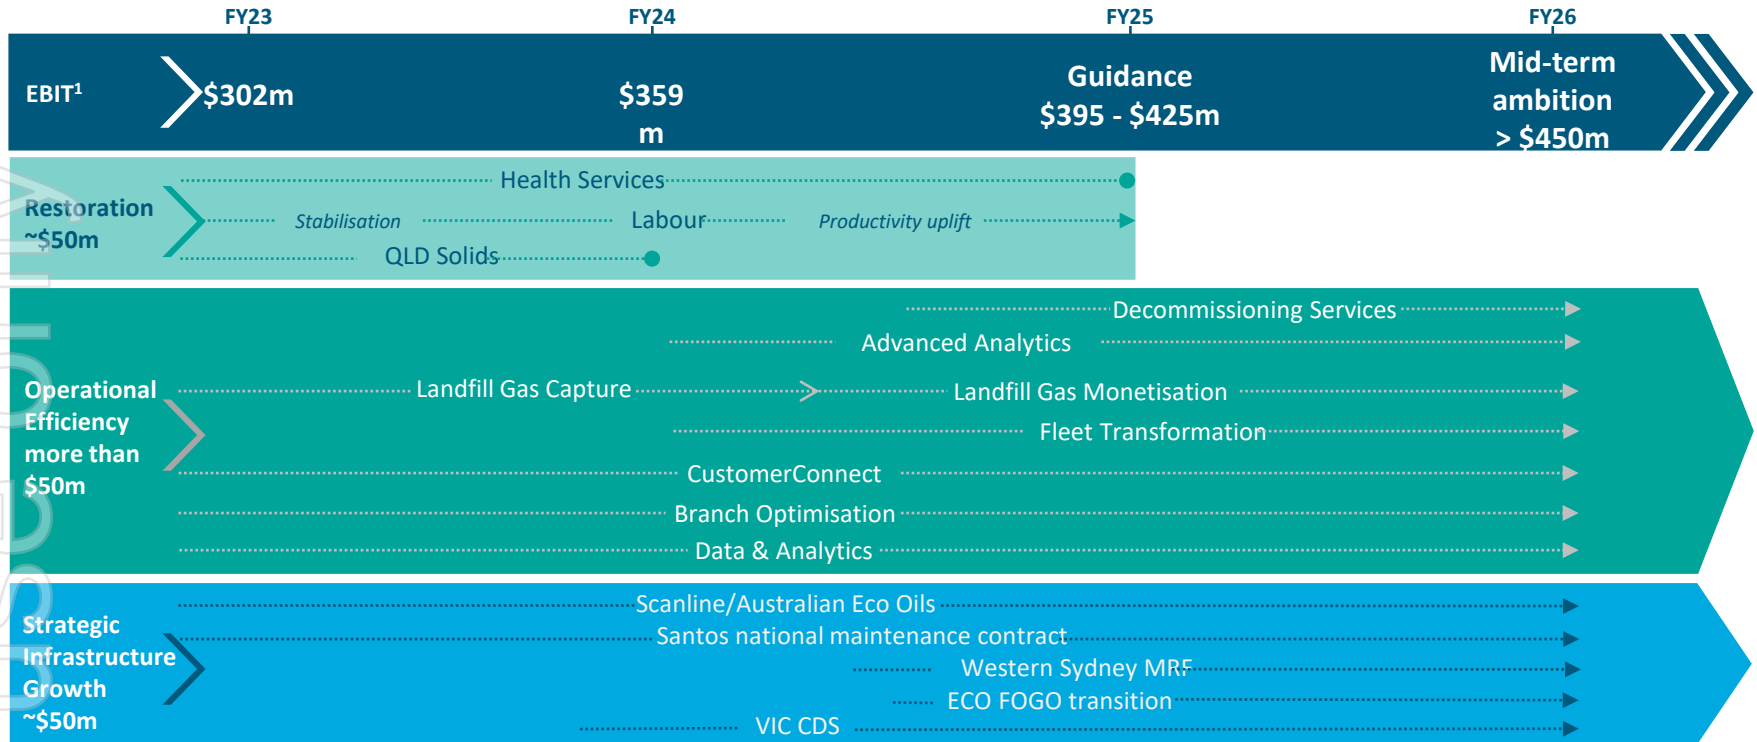 FY23 FY24 FY25 FY26
EBIT1
$302m
$359
m
Guidance
$395 - $425m
Mid-term
ambition
> $450m
Restoration
~$50m
Health Services
Stabilisation Labour Productivity uplift
QLD Solids
Operational
Efficiency
more than
$50m
Decommissioning Services
Advanced Analytics
Landfill Gas Capture Landfill Gas Monetisation
Fleet Transformation
CustomerConnect
Branch Optimisation
Data & Analytics
Strategic
Infrastructure
Growth
~$50m
Scanline/Australian Eco Oils
Santos national maintenance contract
Western Sydney MRF
ECO FOGO transition
VIC CDS
use only